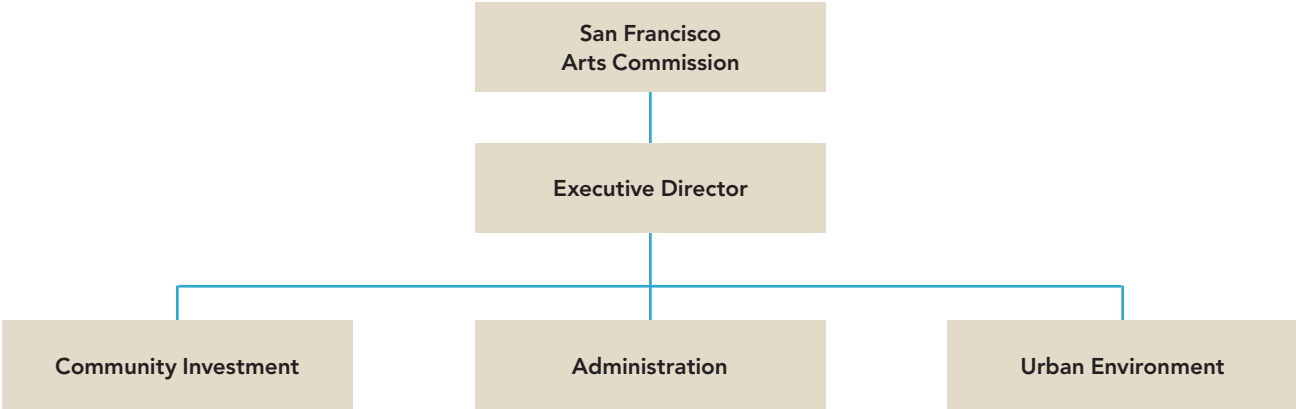 San Francisco
Arts Commission
Executive Director
Community Investment
Administration
Urban Environment